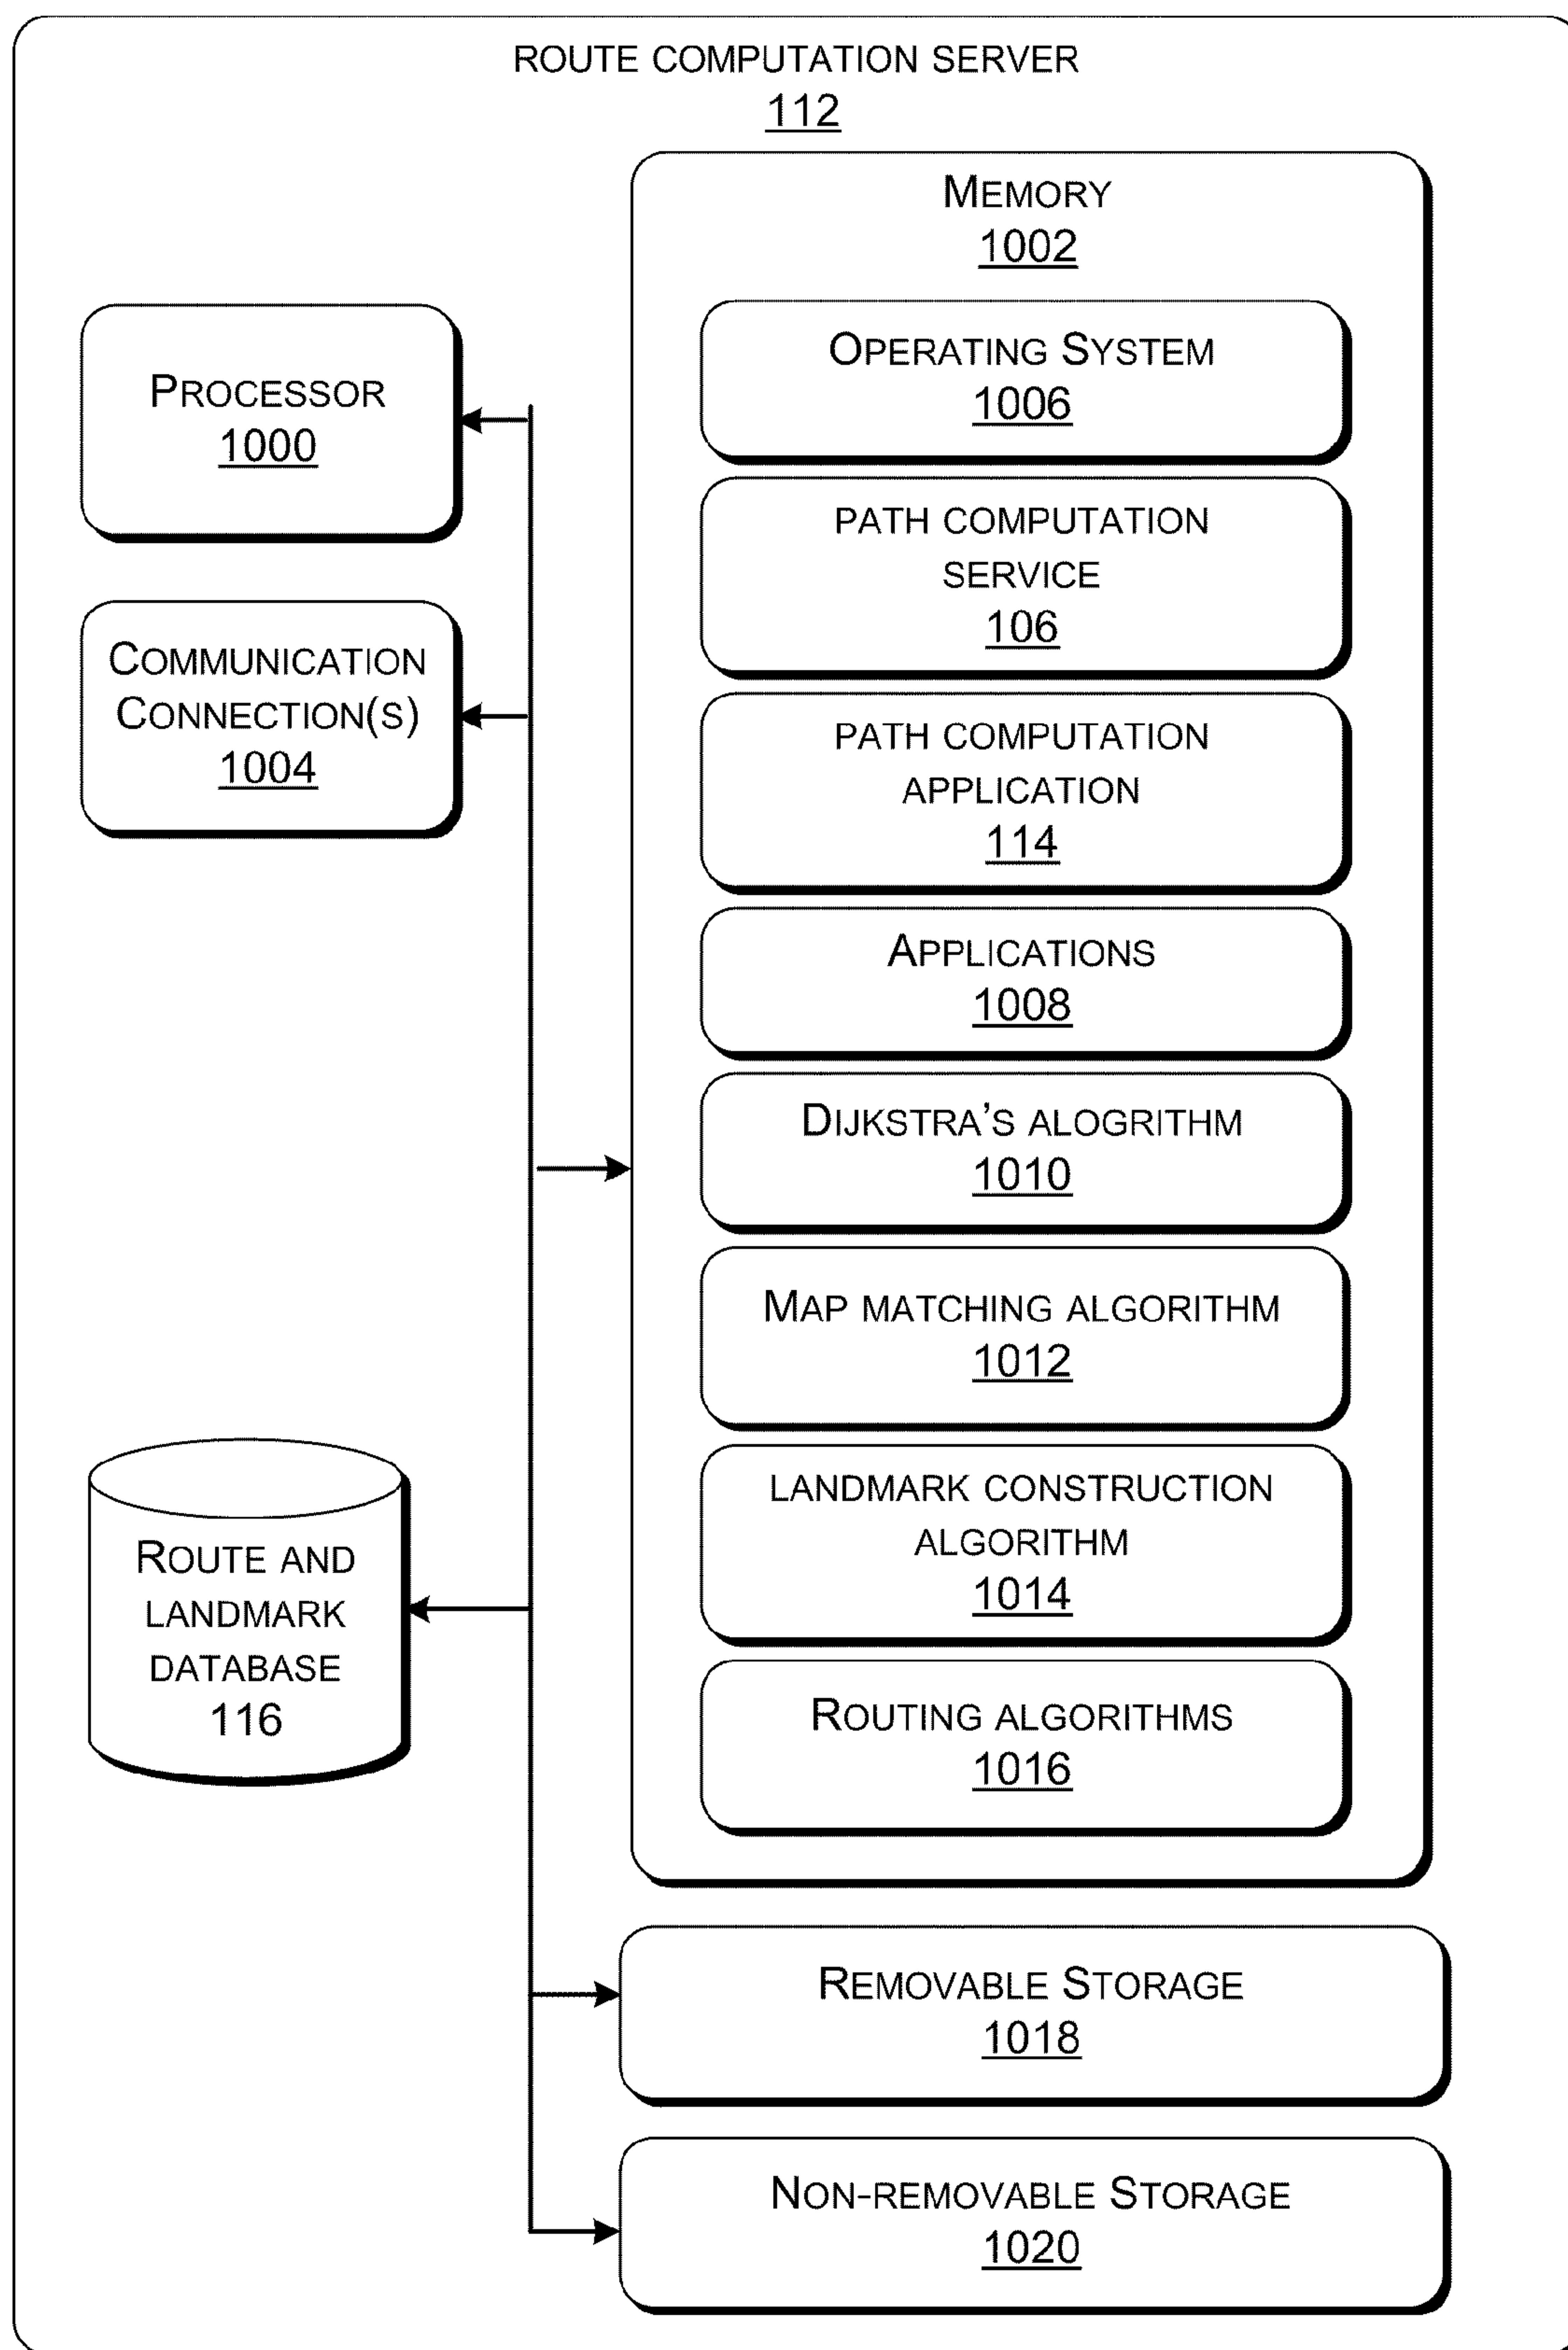 ROUTE COMPUTATION SERVER
112
MEMORY
1002
PROCESSOR
1000
COMMUNICATION
CONNECTION(S)
1004
ROUTE AND
LANDMARK
DATABASE
116
OPERATING SYSTEM
1006
PATH COMPUTATION
SERVICE
106
PATH COMPUTATION
APPLICATION
114
APPLICATIONS
1008
DIJKSTRA'S ALOGRITHM
1010
MAP MATCHING ALGORITHM
1012
LANDMARK CONSTRUCTION
ALGORITHM
1014
ROUTING ALGORITHMS
1016
REMOVABLE STORAGE
1018
NON-REMOVABLE STORAGE
1020